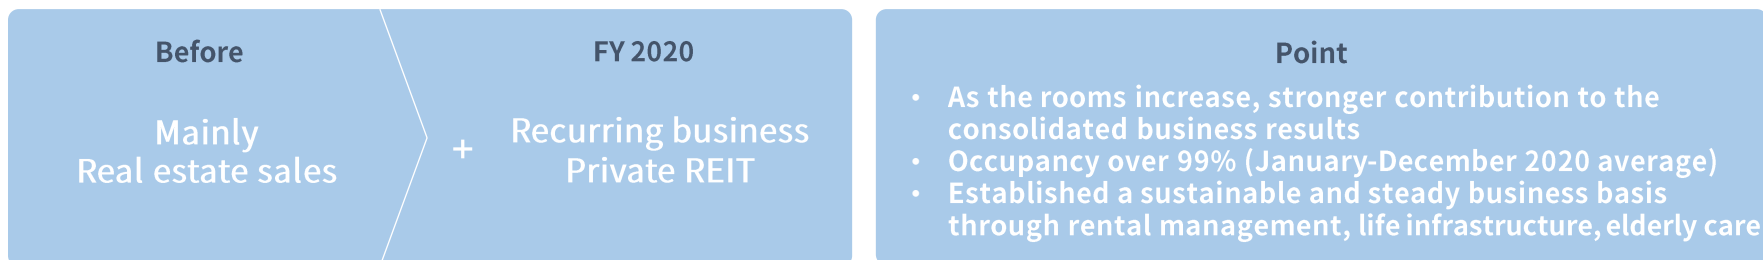 Before
Mainly
Real estate sales
+
FY 2020
Recurring business
Private REIT
Point
• As the rooms increase, stronger contribution to the
consolidated business results
• Occupancy over 99% (January-December 2020 average)
• Established a sustainable and steady business basis
through rental management, life infrastructure, elderly care